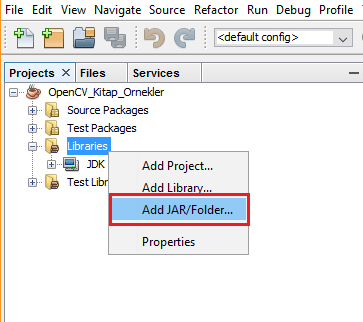 File Edit View Navigate Source Refactor Run Debug Profile
<default config>
Projects Files Services
OpenCV_Kitap_Ornekler
Source Packages
Test Packages
Libraries
JDK
Test Libr
Add Project...
Add Library...
Add JAR/Folder...
Properties